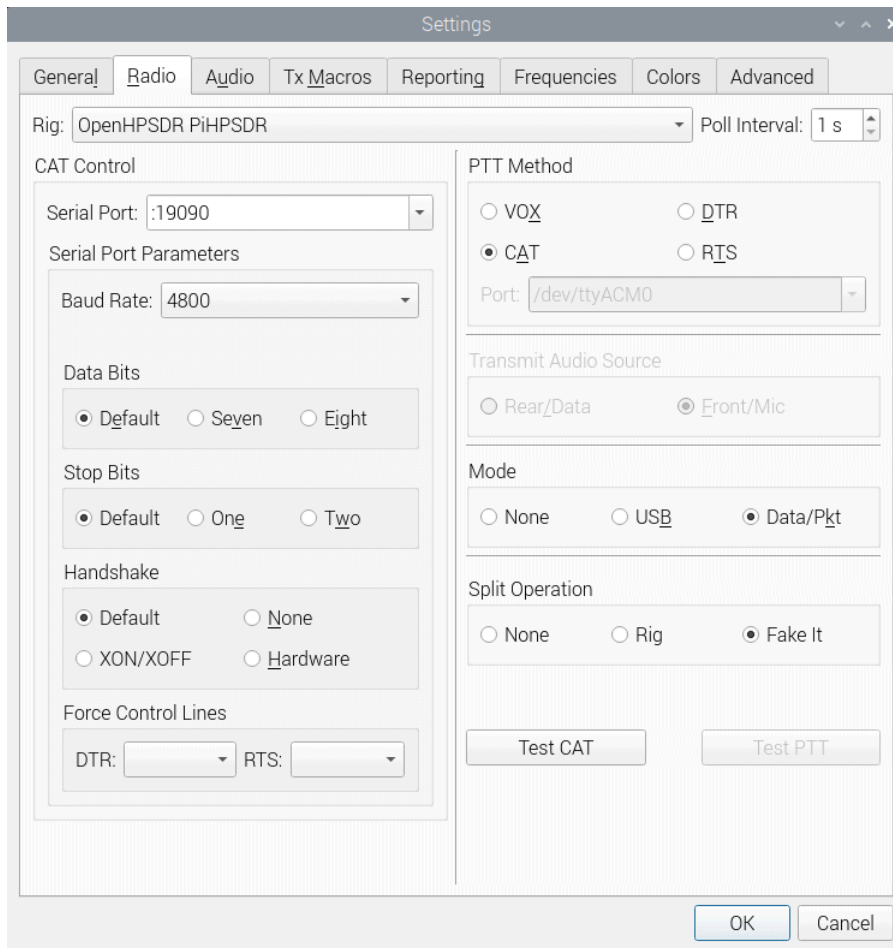 Settings
General Radio Audio Tx Macros Reporting Frequencies Colors Advanced
Rig: OpenHPSDR PiHPSDR Poll Interval: 1 s
CAT Control
Serial Port: :19090
Serial Port Parameters
Baud Rate: 4800
Data Bits
Default Seven Eight
Stop Bits
Default One Two
Handshake
Default None
XON/XOFF Hardware
Force Control Lines
DTR: RTS:
PTT Method
VOX DTR
CAT RTS
Port: /dev/ttyACM0
Transmit Audio Source
Rear/Data Front/Mic
Mode
None USB Data/Pkt
Split Operation
None Rig Fake It
Test CAT Test PTT
OK Cancel